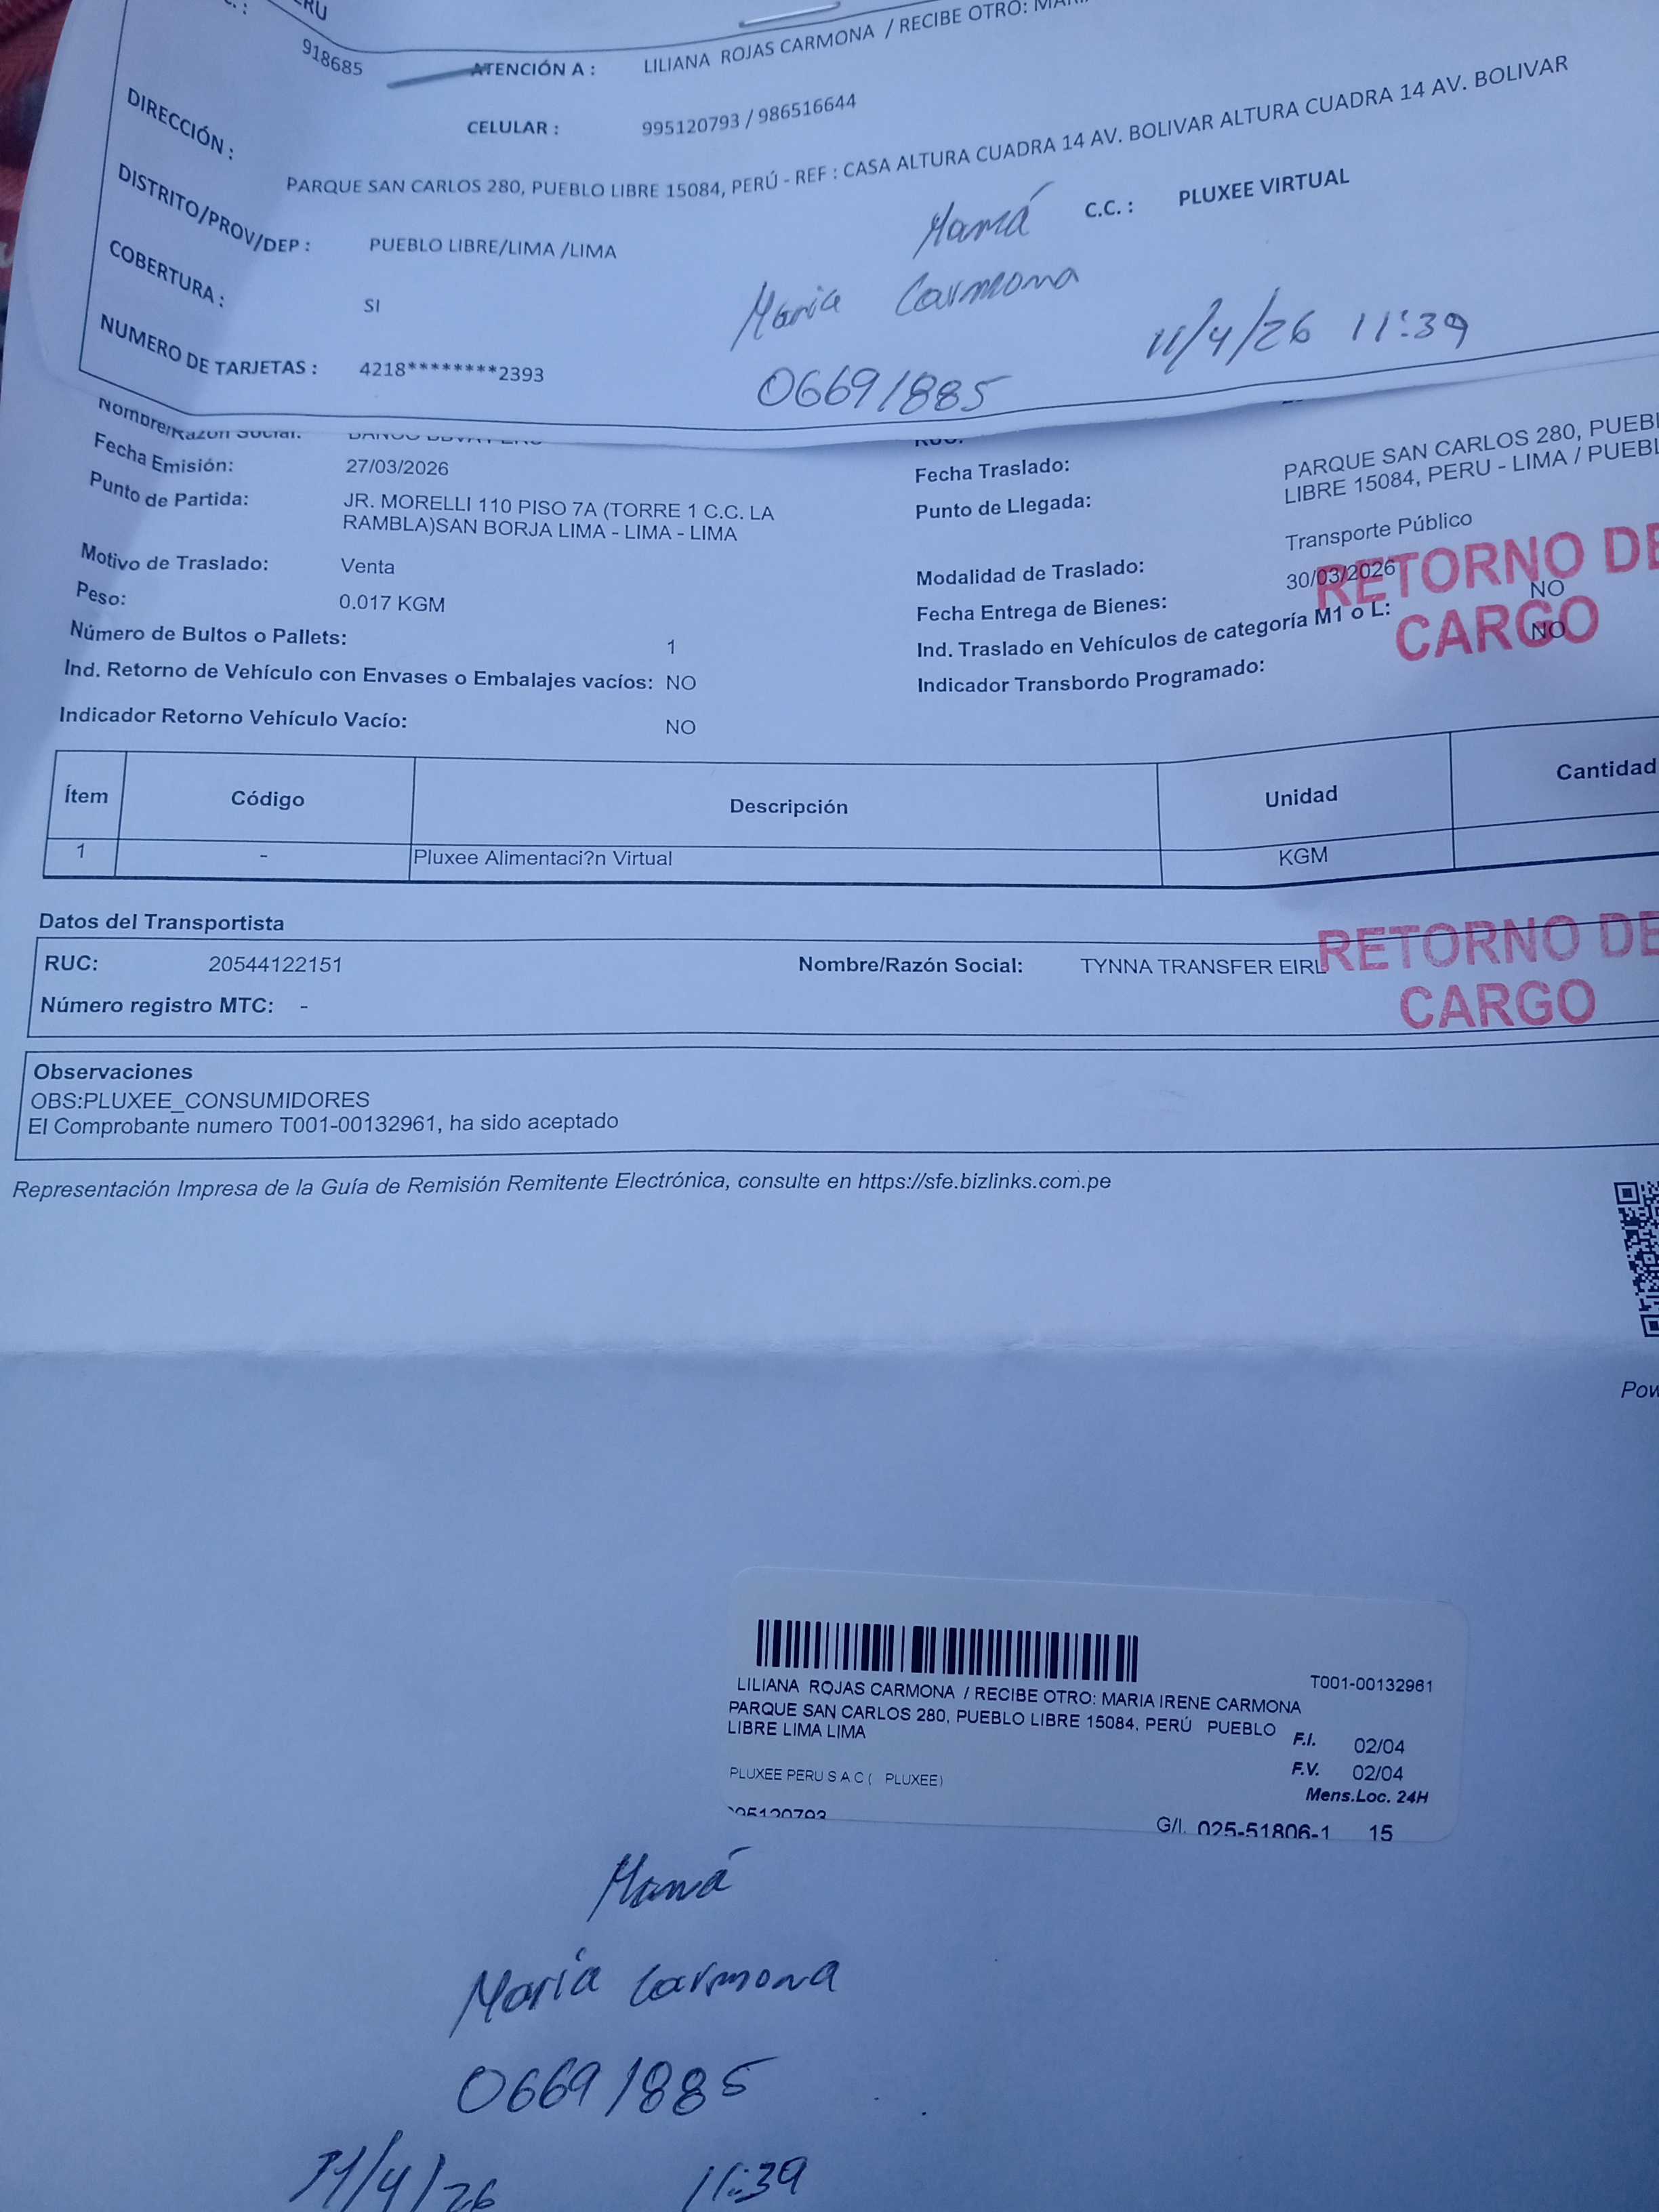 918685
ATENCIÓN A : LILIANA ROJAS CARMONA / RECIBE OTRO:
CELULAR : 995120793 / 986516644
DIRECCIÓN : PARQUE SAN CARLOS 280, PUEBLO LIBRE 15084, PERÚ - REF : CASA ALTURA CUADRA 14 AV. BOLIVAR ALTURA CUADRA 14 AV. BOLIVAR
DISTRITO/PROV/DEP : PUEBLO LIBRE/LIMA /LIMA
Mamá
C.C. : PLUXEE VIRTUAL
COBERTURA : SI
Maria Carmona
11/4/26 11:39
NUMERO DE TARJETAS : 4218********2393
06691885
Nombre/Razón Social:
Fecha Emisión: 27/03/2026
Fecha Traslado:
Punto de Partida: JR. MORELLI 110 PISO 7A (TORRE 1 C.C. LA
RAMBLA)SAN BORJA LIMA - LIMA - LIMA
Punto de Llegada: PARQUE SAN CARLOS 280, PUEBL
LIBRE 15084, PERU - LIMA / PUEBL
Motivo de Traslado: Venta
Modalidad de Traslado: Transporte Público
Peso: 0.017 KGM
Fecha Entrega de Bienes: 30/03/2026
RETORNO DE
CARGO
Número de Bultos o Pallets: 1
Ind. Traslado en Vehículos de categoría M1 o L: NO
Ind. Retorno de Vehículo con Envases o Embalajes vacíos: NO
Indicador Transbordo Programado: NO
Indicador Retorno Vehículo Vacío: NO
Ítem Código Descripción Unidad Cantidad
1 - Pluxee Alimentaci?n Virtual KGM
Datos del Transportista
RUC: 20544122151 Nombre/Razón Social: TYNNA TRANSFER EIRL
Número registro MTC: -
RETORNO DE
CARGO
Observaciones
OBS:PLUXEE_CONSUMIDORES
El Comprobante numero T001-00132961, ha sido aceptado
Representación Impresa de la Guía de Remisión Remitente Electrónica, consulte en https://sfe.bizlinks.com.pe
Pow
T001-00132961
LILIANA ROJAS CARMONA / RECIBE OTRO: MARIA IRENE CARMONA
PARQUE SAN CARLOS 280, PUEBLO LIBRE 15084, PERÚ PUEBLO
LIBRE LIMA LIMA
F.I. 02/04
F.V. 02/04
PLUXEE PERU S A C ( PLUXEE)
Mens.Loc. 24H
995120793
G/I. 025-51806-1 15
Mamá
María Carmona
06691885
11/4/26 11:39